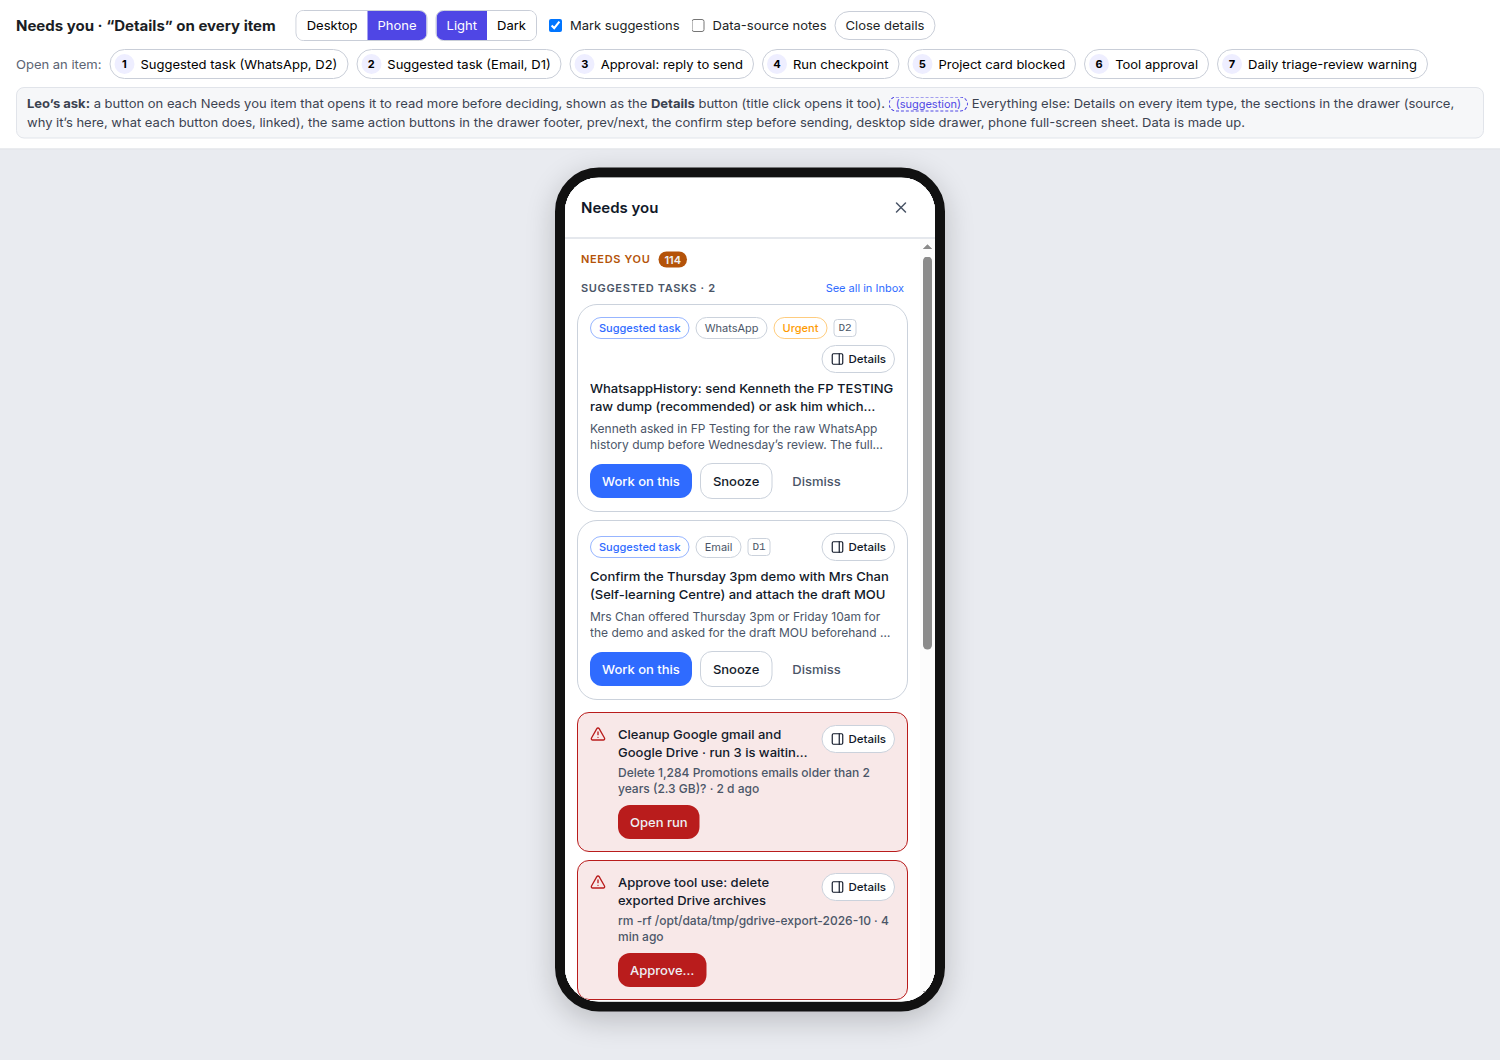 Needs you · “Details” on every item
Desktop
Phone
Light
Dark
Mark suggestions
Data-source notes
Close details
Open an item:
1 Suggested task (WhatsApp, D2)
2 Suggested task (Email, D1)
3 Approval: reply to send
4 Run checkpoint
5 Project card blocked
6 Tool approval
7 Daily triage-review warning
Leo’s ask: a button on each Needs you item that opens it to read more before deciding, shown as the Details button (title click opens it too). (suggestion) Everything else: Details on every item type, the sections in the drawer (source,
why it’s here, what each button does, linked), the same action buttons in the drawer footer, prev/next, the confirm step before sending, desktop side drawer, phone full-screen sheet. Data is made up.
Needs you
NEEDS YOU 114
SUGGESTED TASKS · 2
See all in Inbox
Suggested task
WhatsApp
Urgent
D2
Details
WhatsappHistory: send Kenneth the FP TESTING
raw dump (recommended) or ask him which...
Kenneth asked in FP Testing for the raw WhatsApp
history dump before Wednesday’s review. The full...
Work on this
Snooze
Dismiss
Suggested task
Email
D1
Details
Confirm the Thursday 3pm demo with Mrs Chan
(Self-learning Centre) and attach the draft MOU
Mrs Chan offered Thursday 3pm or Friday 10am for
the demo and asked for the draft MOU beforehand ...
Work on this
Snooze
Dismiss
Cleanup Google gmail and
Google Drive · run 3 is waitin...
Details
Delete 1,284 Promotions emails older than 2
years (2.3 GB)? · 2 d ago
Open run
Approve tool use: delete
exported Drive archives
Details
rm -rf /opt/data/tmp/gdrive-export-2026-10 · 4
min ago
Approve...